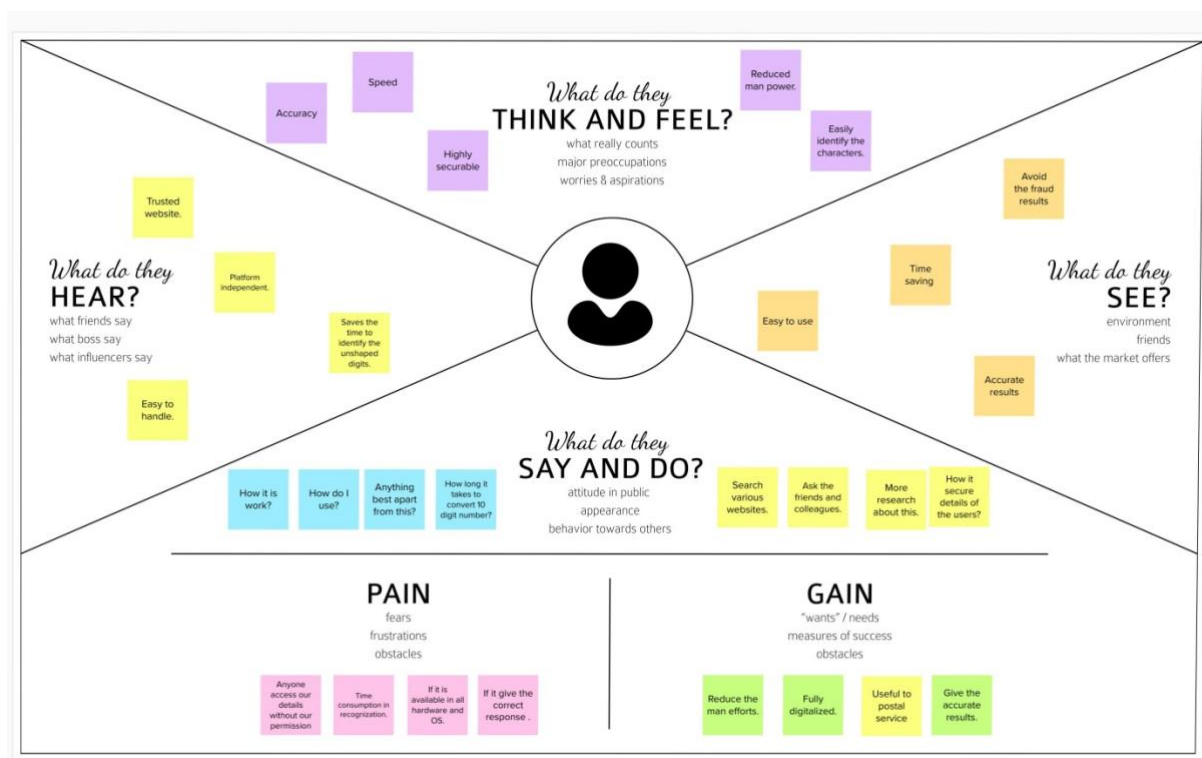 What do they
THINK AND FEEL?
what really counts
major preoccupations
worries & aspirations
Accuracy
Speed
Highly
securable
Reduced
man power.
Easily
identify the
characters.
What do they
HEAR?
what friends say
what boss say
what influencers say
Trusted
website.
Platform
independent.
Saves the
time to
identify the
unshaped
digits.
Easy to
handle.
What do they
SEE?
environment
friends
what the market offers
Avoid
the fraud
results
Time
saving
Easy to use
Accurate
results
What do they
SAY AND DO?
attitude in public
appearance
behavior towards others
How it is
work?
How do I
use?
Anything
best apart
from this?
How long it
takes to
convert 10
digit number?
Search
various
websites.
Ask the
friends and
colleagues.
More
research
about this.
How it
secure
details of
the users?
PAIN
fears
frustrations
obstacles
Anyone
access our
details
without our
permission
Time
consumption in
recognization.
If it is
available in all
hardware and
OS.
If it give the
correct
response .
GAIN
"wants" / needs
measures of success
obstacles
Reduce the
man efforts.
Fully
digitalized.
Useful to
postal
service
Give the
accurate
results.